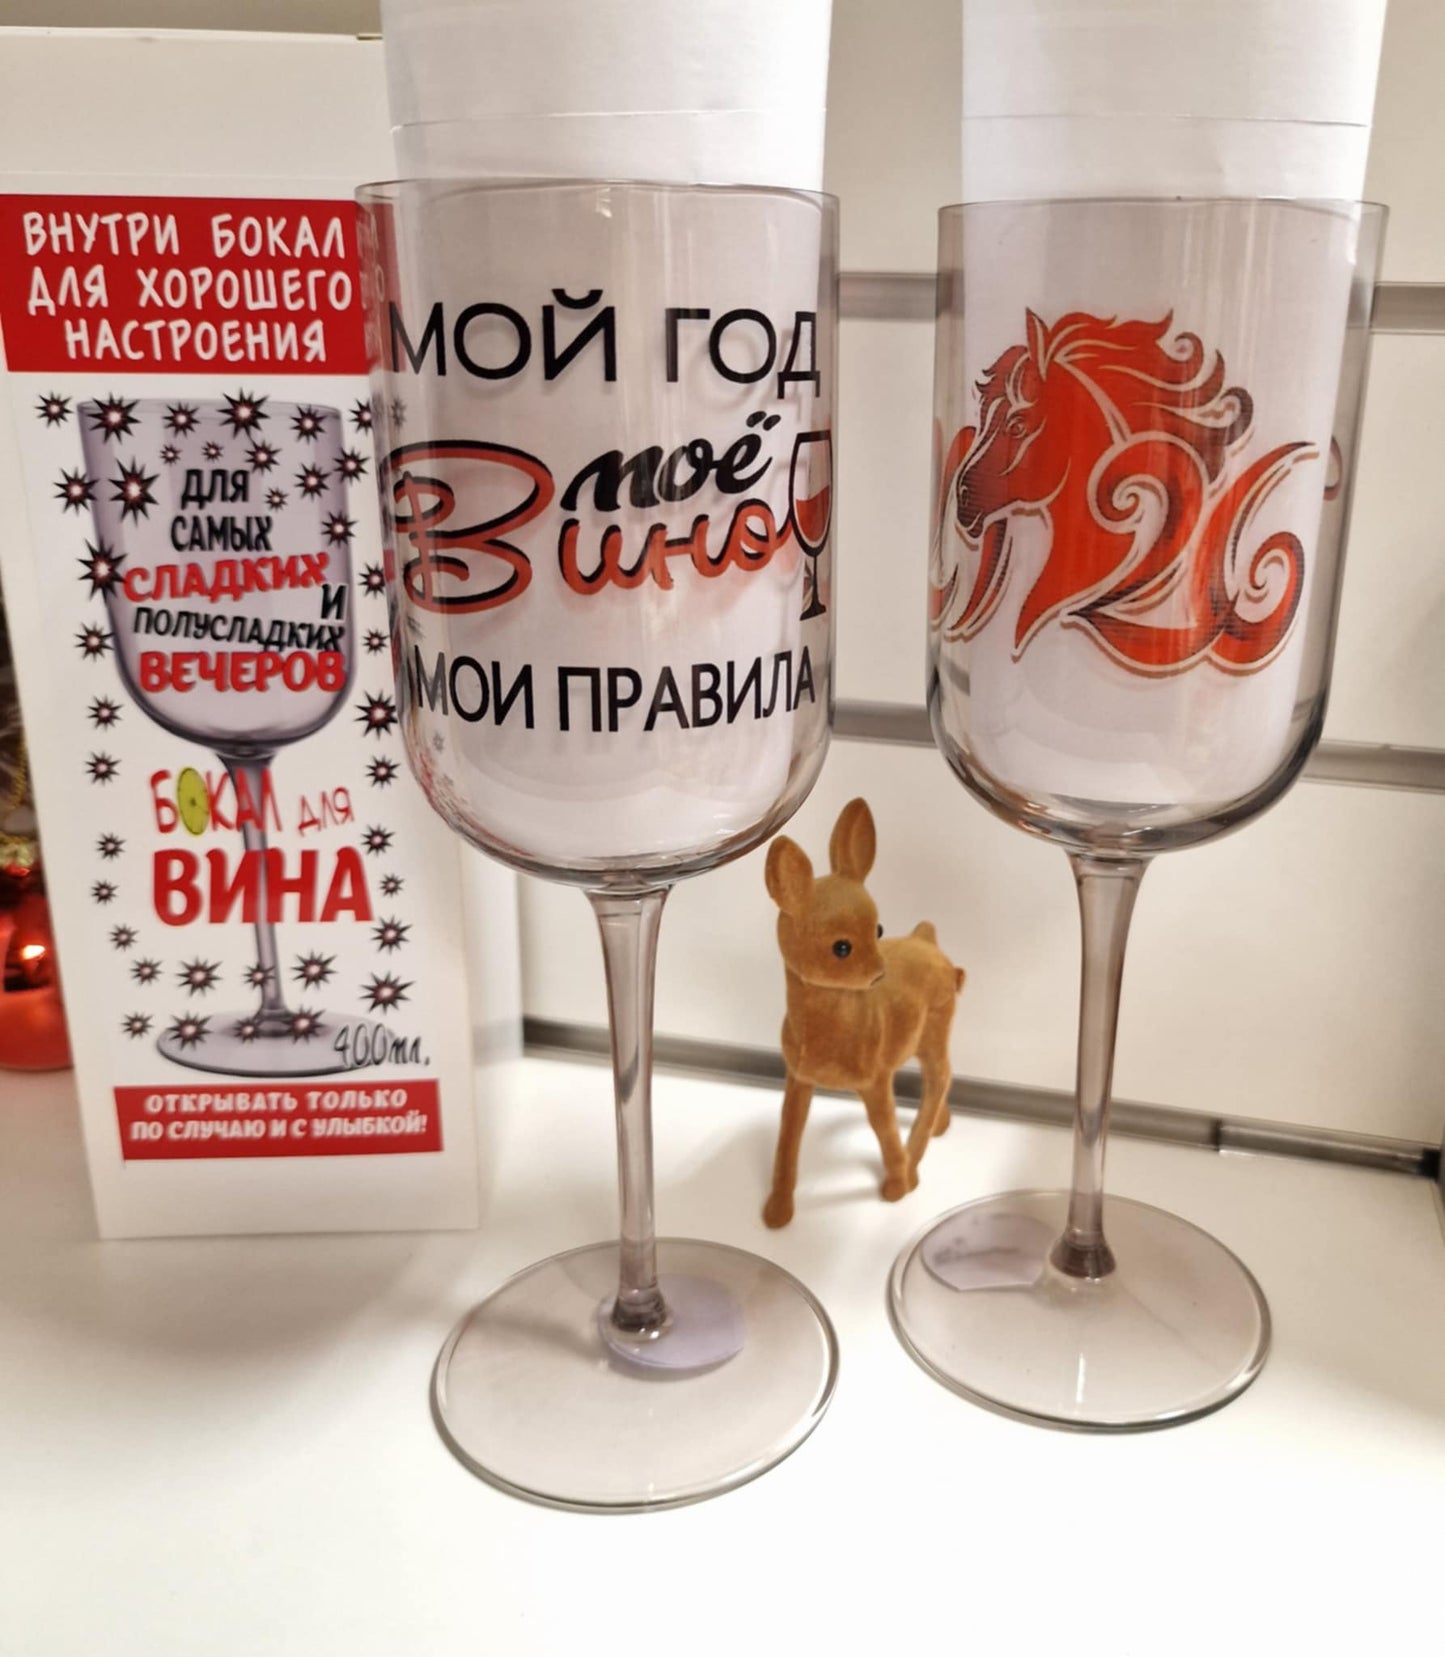 ВНУТРИ БОКАЛ
ДЛЯ ХОРОШЕГО
НАСТРОЕНИЯ
ДЛЯ
САМЫХ
СЛАДКИХ
И
ПОЛУСЛАДКИХ
ВЕЧЕРОВ
БОКАЛ ДЛЯ
ВИНА
400мл.
ОТКРЫВАТЬ ТОЛЬКО
ПО СЛУЧАЮ И С УЛЫБКОЙ!
МОЙ ГОД
моё
Вино
МОИ ПРАВИЛА
26